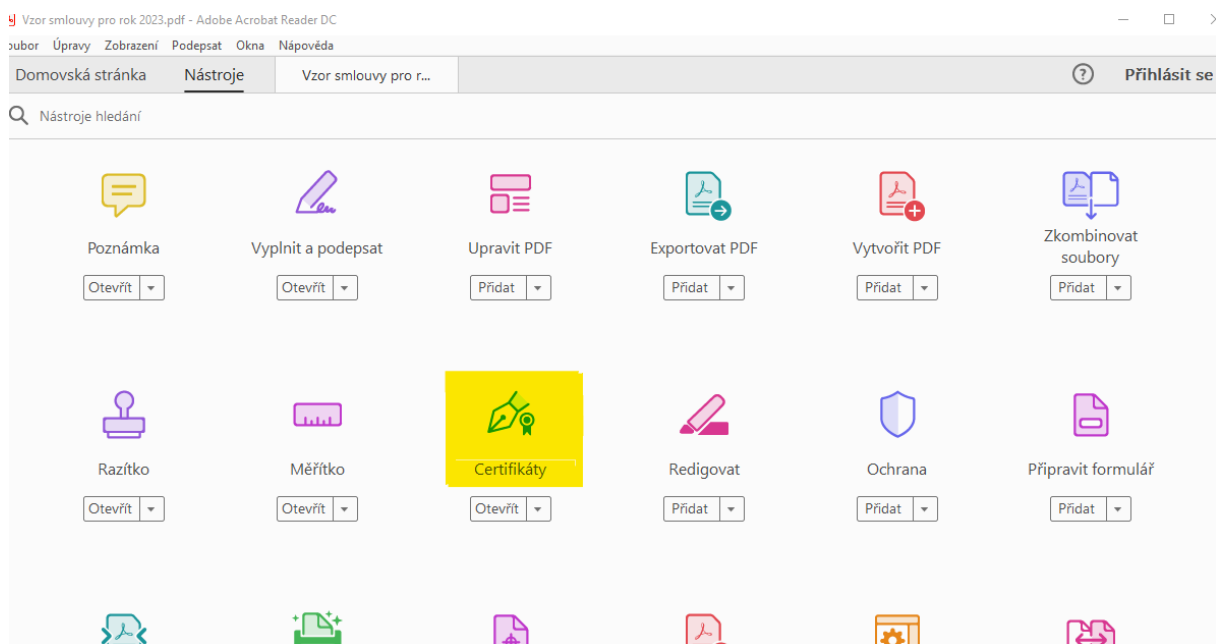 Vzor smlouvy pro rok 2023.pdf - Adobe Acrobat Reader DC
oubor Úpravy Zobrazení Podepsat Okna Nápověda
Domovská stránka Nástroje Vzor smlouvy pro r... ? Přihlásit se
Nástroje hledání
Poznámka Vyplnit a podepsat Upravit PDF Exportovat PDF Vytvořit PDF Zkombinovat
soubory
Otevřít Otevřít Přidat Přidat Přidat Přidat
Razítko Měřítko Certifikáty Redigovat Ochrana Připravit formulář
Otevřít Otevřít Otevřít Přidat Přidat Přidat